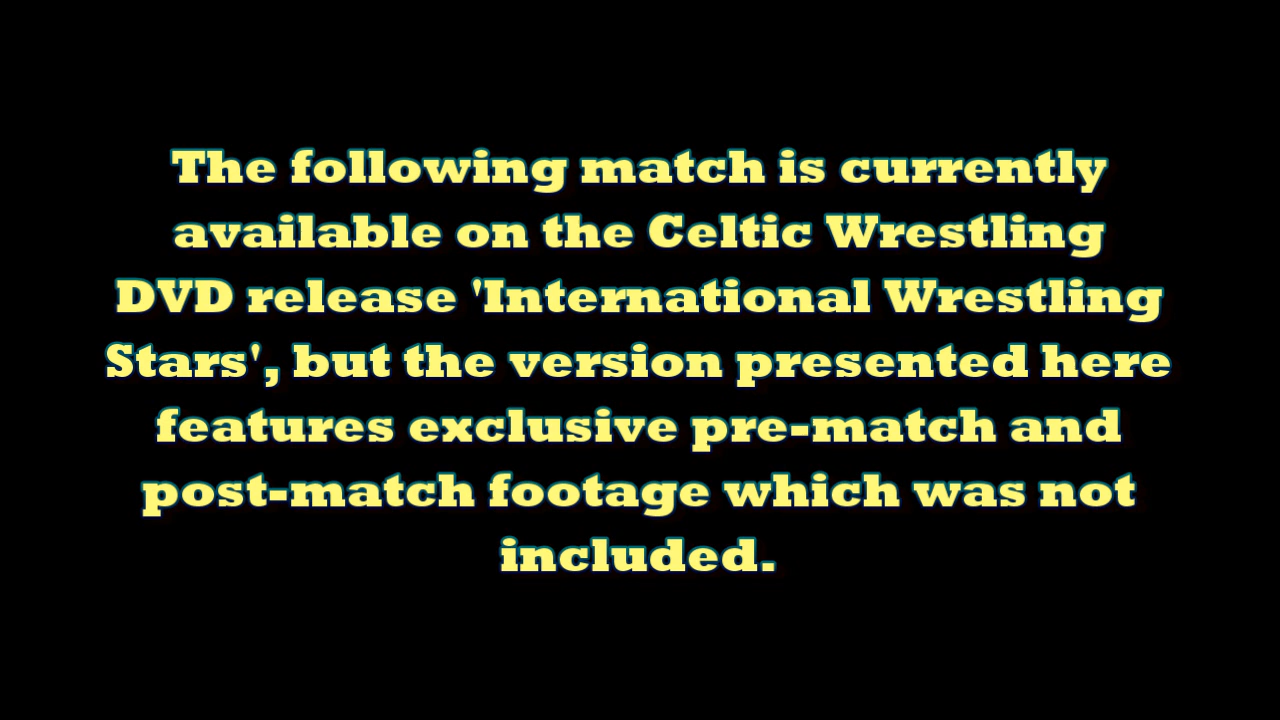 The following match is currently
available on the Celtic Wrestling
DVD release 'International Wrestling
Stars', but the version presented here
features exclusive pre-match and
post-match footage which was not
included.